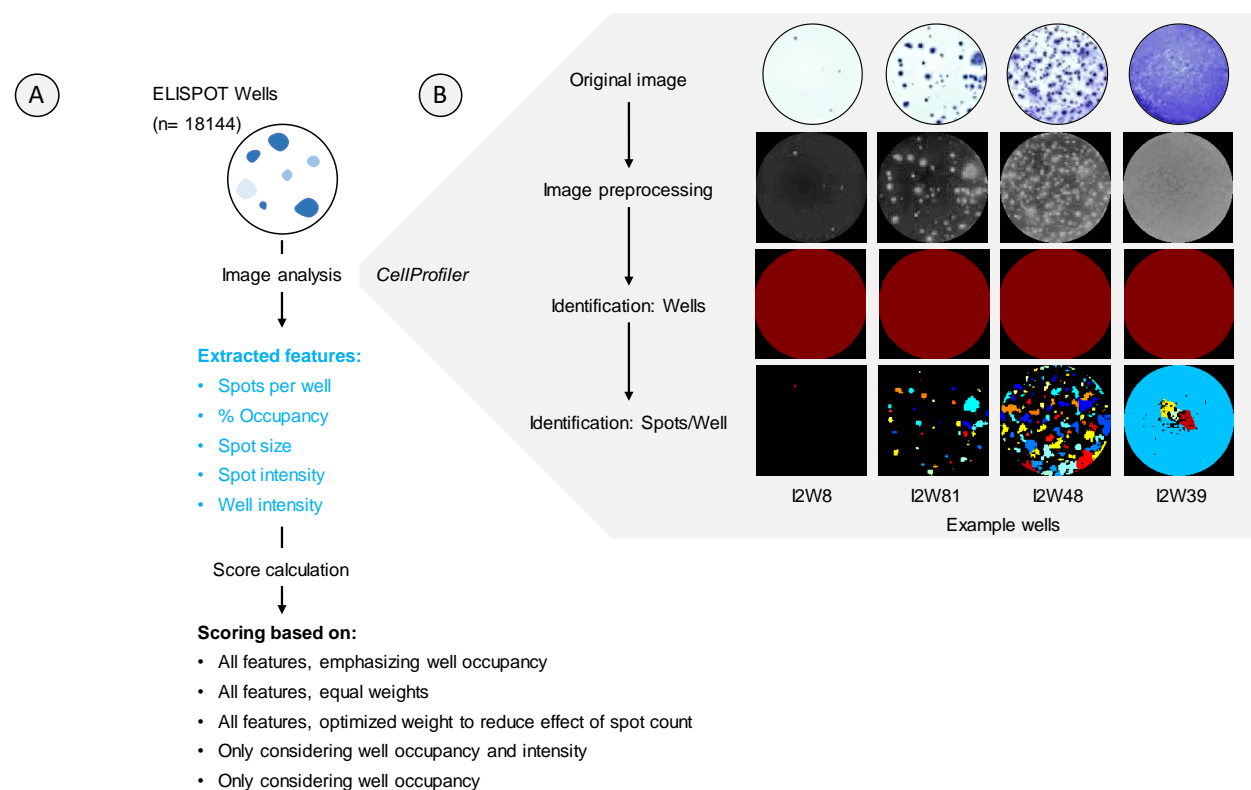 A
ELISPOT Wells
(n= 18144)
Image analysis
CellProfiler
Extracted features:
• Spots per well
• % Occupancy
• Spot size
• Spot intensity
• Well intensity
Score calculation
Scoring based on:
• All features, emphasizing well occupancy
• All features, equal weights
• All features, optimized weight to reduce effect of spot count
• Only considering well occupancy and intensity
• Only considering well occupancy
B
Original image
Image preprocessing
Identification: Wells
Identification: Spots/Well
I2W8 I2W81 I2W48 I2W39
Example wells